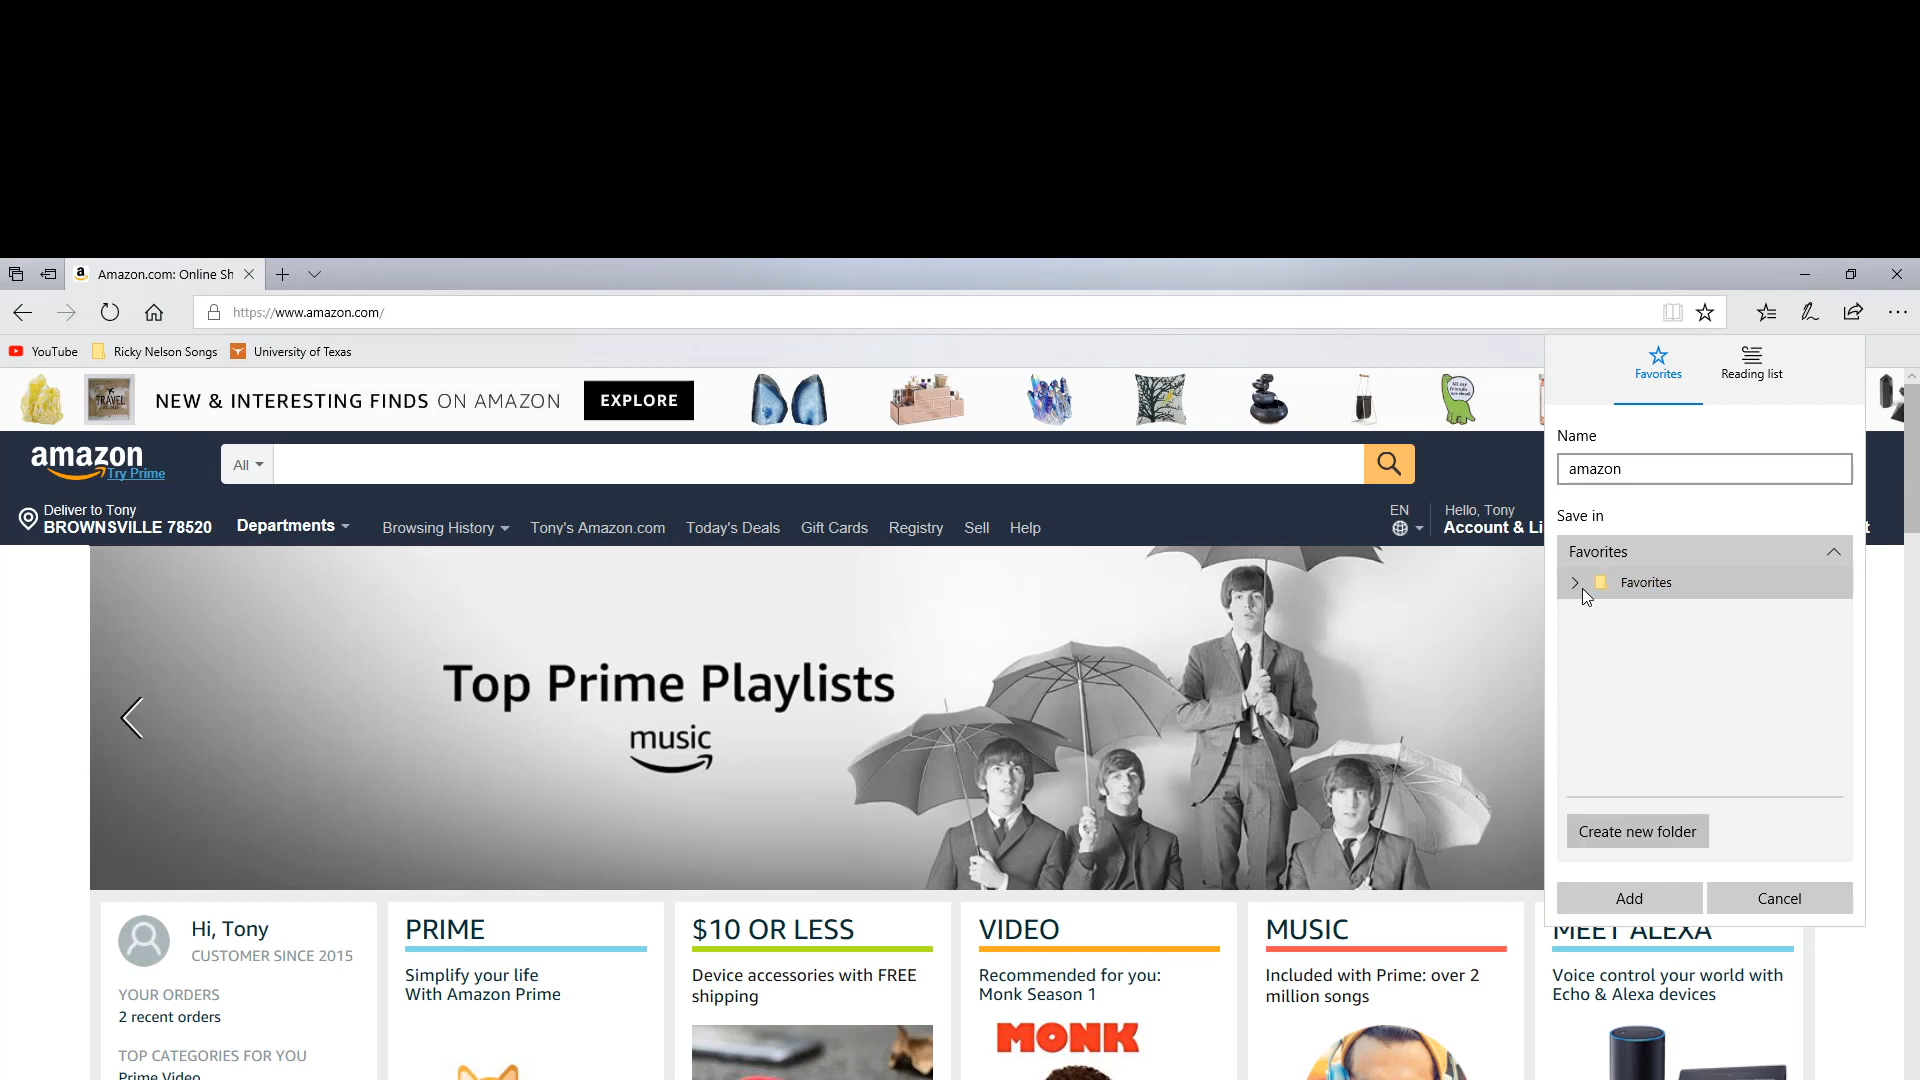 Amazon.com: Online Sh
https://www.amazon.com/
YouTube Ricky Nelson Songs University of Texas
TRAVEL
NEW & INTERESTING FINDS ON AMAZON EXPLORE
amazon
Try Prime
All
Deliver to Tony
BROWNSVILLE 78520
Departments
Browsing History Tony's Amazon.com Today's Deals Gift Cards Registry Sell Help
EN
Hello, Tony
Account & Li
t
Favorites
Reading list
Name
amazon
Save in
Favorites
Favorites
Create new folder
Add Cancel
Top Prime Playlists
music
Hi, Tony
CUSTOMER SINCE 2015
YOUR ORDERS
2 recent orders
TOP CATEGORIES FOR YOU
Prime Video
PRIME
Simplify your life
With Amazon Prime
$10 OR LESS
Device accessories with FREE
shipping
VIDEO
Recommended for you:
Monk Season 1
MONK
MUSIC
Included with Prime: over 2
million songs
MEET ALEXA
Voice control your world with
Echo & Alexa devices